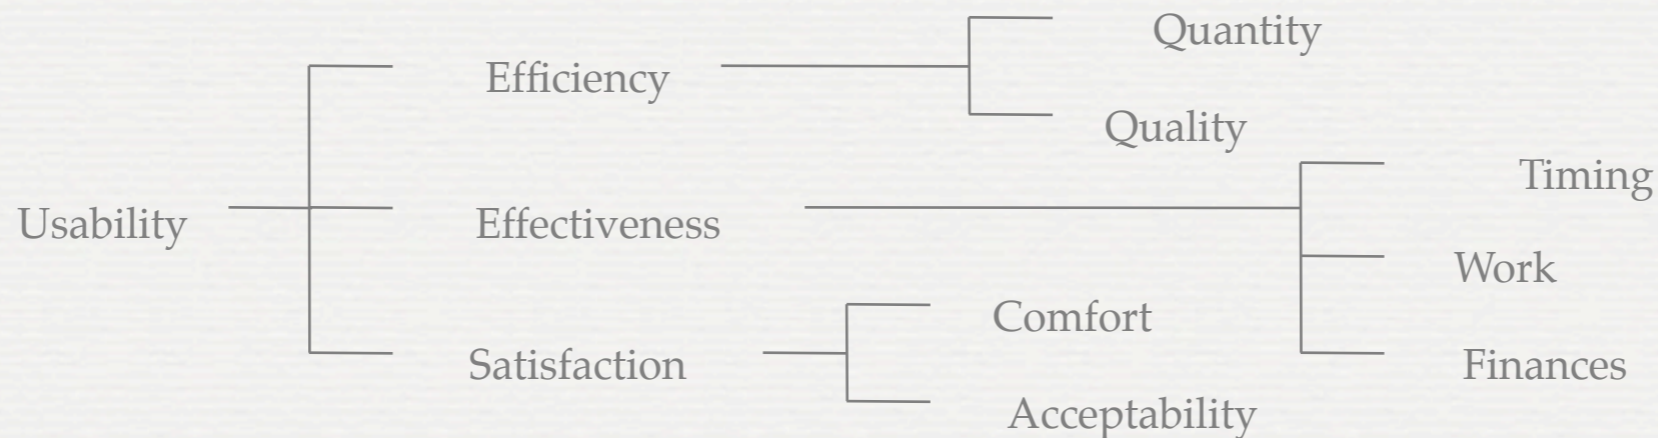 Quantity
Efficiency
Quality
Timing
Usability
Effectiveness
Work
Comfort
Satisfaction
Finances
Acceptability